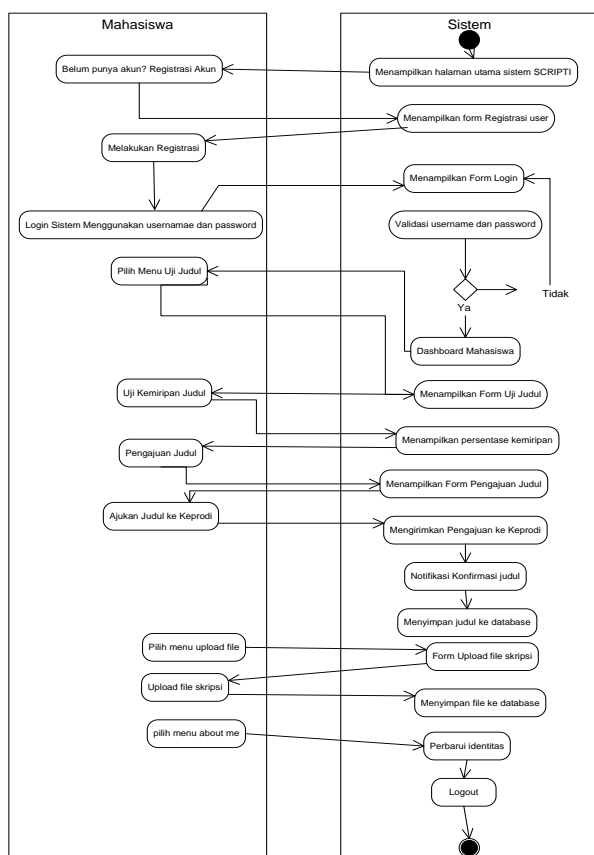 Mahasiswa
Sistem
Belum punya akun? Registrasi Akun
Menampilkan halaman utama sistem SCRIPTI
Menampilkan form Registrasi user
Melakukan Registrasi
Menampilkan Form Login
Login Sistem Menggunakan usernamae dan password
Validasi username dan password
Pilih Menu Uji Judul
Tidak
Ya
Dashboard Mahasiswa
Uji Kemiripan Judul
Menampilkan Form Uji Judul
Menampilkan persentase kemiripan
Pengajuan Judul
Menampilkan Form Pengajuan Judul
Ajukan Judul ke Keprodi
Mengirimkan Pengajuan ke Keprodi
Notifikasi Konfirmasi judul
Menyimpan judul ke database
Pilih menu upload file
Form Upload file skripsi
Upload file skripsi
Menyimpan file ke database
pilih menu about me
Perbarui identitas
Logout